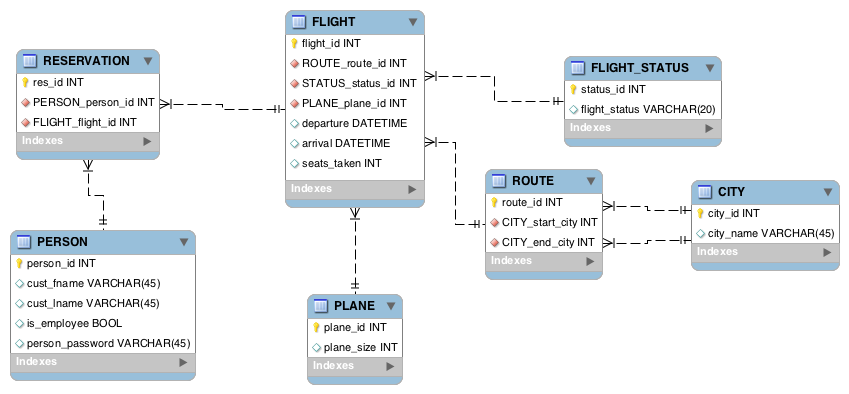 RESERVATION
res_id INT
PERSON_person_id INT
FLIGHT_flight_id INT
Indexes
FLIGHT
flight_id INT
ROUTE_route_id INT
STATUS_status_id INT
PLANE_plane_id INT
departure DATETIME
arrival DATETIME
seats_taken INT
Indexes
FLIGHT_STATUS
status_id INT
flight_status VARCHAR(20)
Indexes
ROUTE
route_id INT
CITY_start_city INT
CITY_end_city INT
Indexes
CITY
city_id INT
city_name VARCHAR(45)
Indexes
PERSON
person_id INT
cust_fname VARCHAR(45)
cust_lname VARCHAR(45)
is_employee BOOL
person_password VARCHAR(45)
Indexes
PLANE
plane_id INT
plane_size INT
Indexes